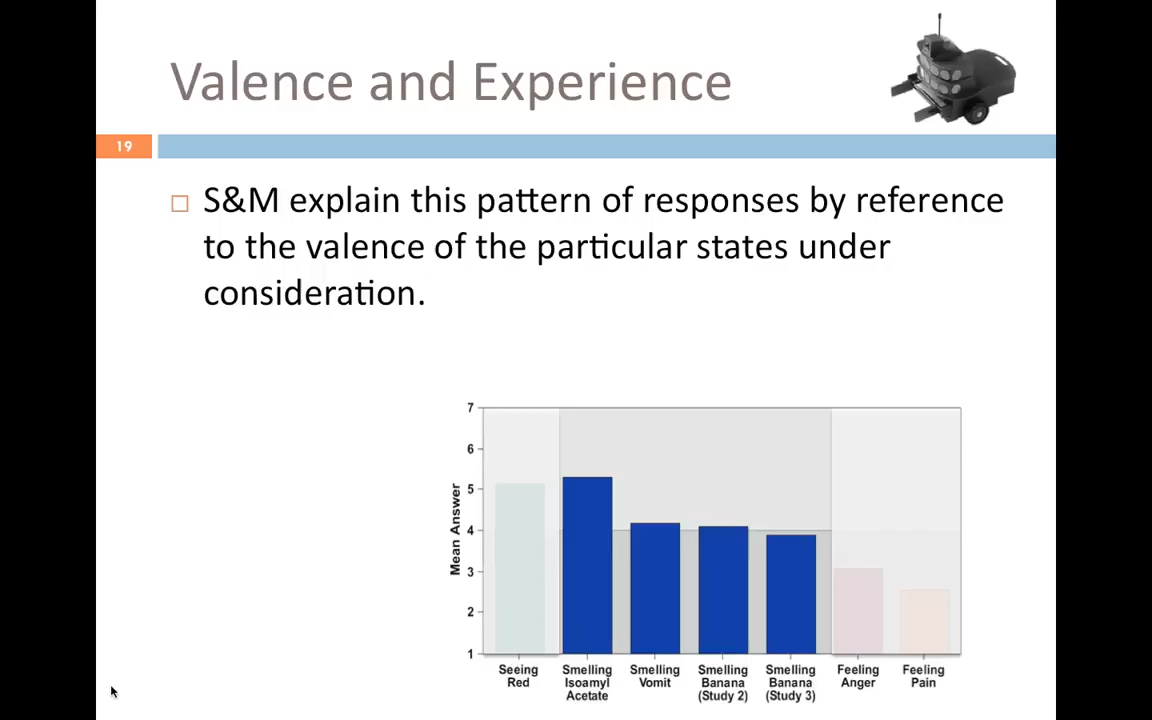 Valence and Experience
19
S&M explain this pattern of responses by reference
to the valence of the particular states under
consideration.
7
6
5
4
3
2
1
Mean Answer
Seeing
Red
Smelling
Isoamyl
Acetate
Smelling
Vomit
Smelling
Banana
(Study 2)
Smelling
Banana
(Study 3)
Feeling
Anger
Feeling
Pain